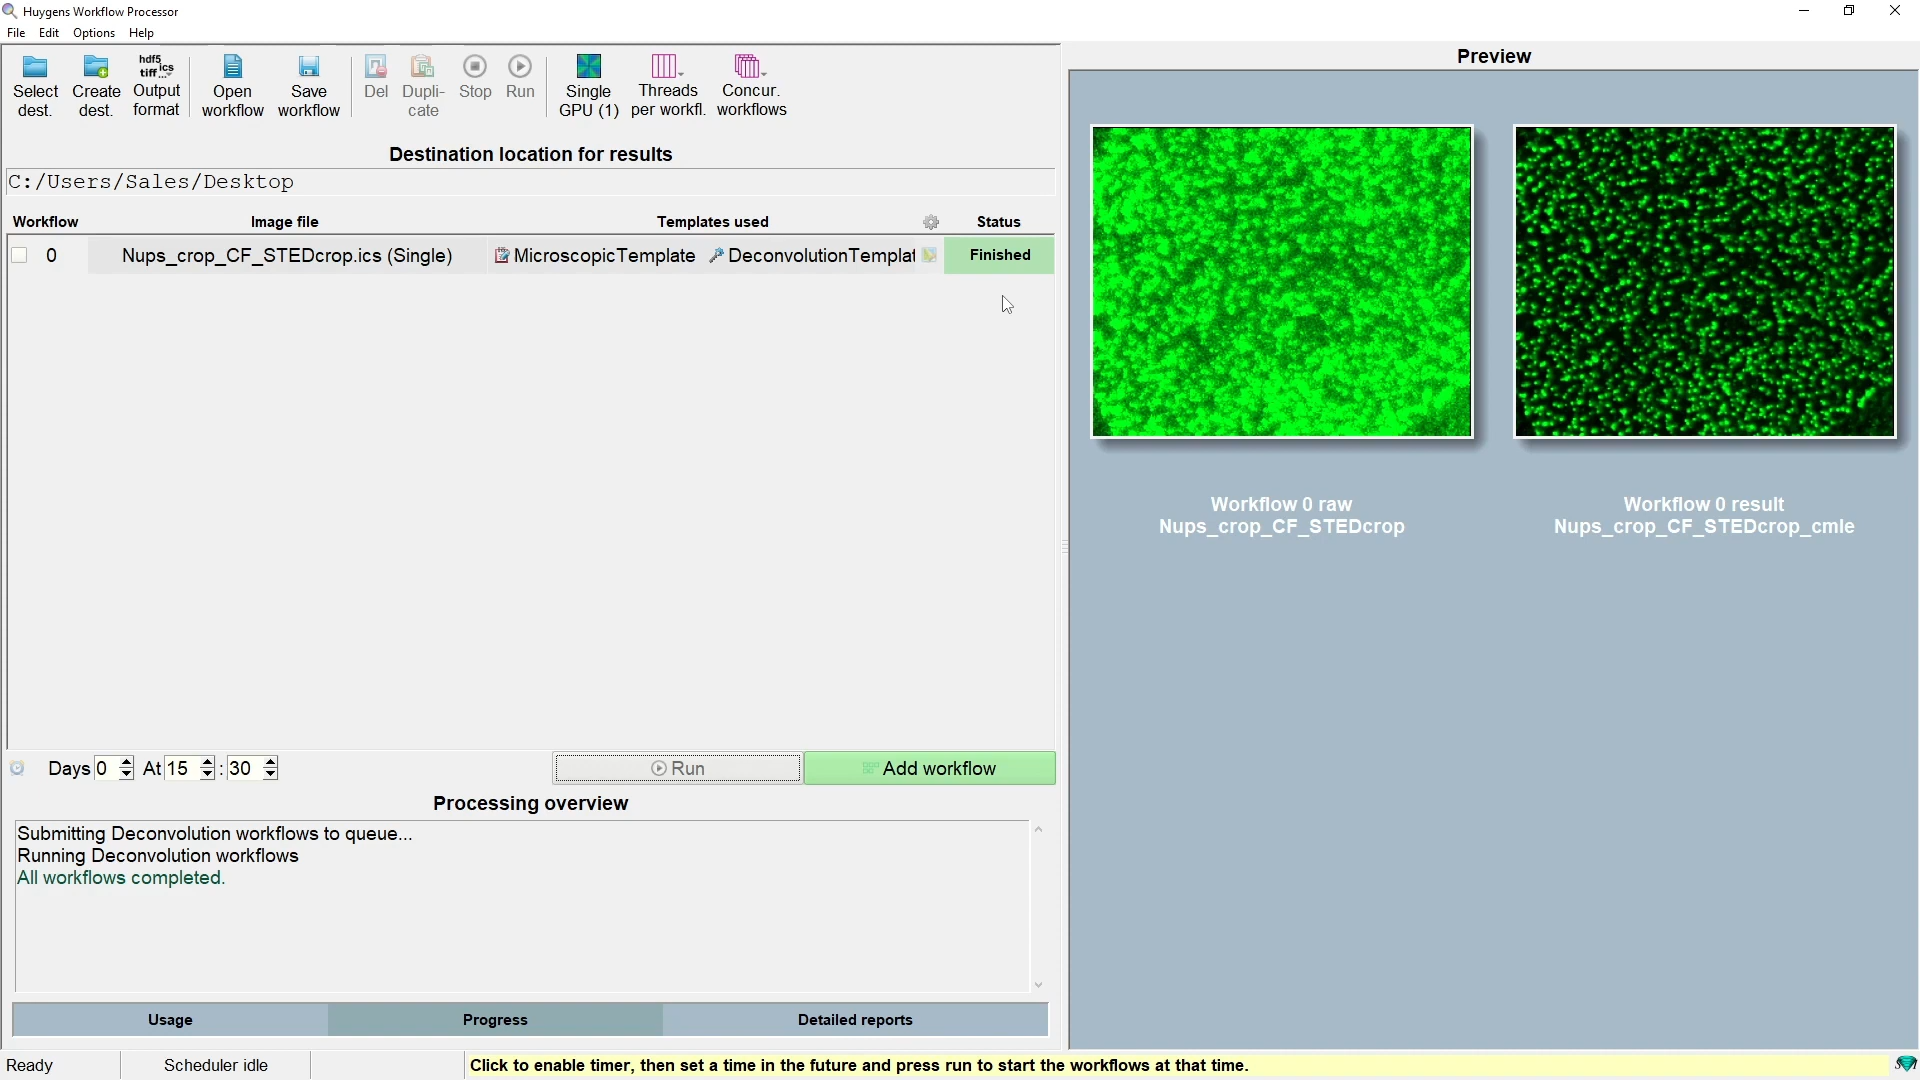 Huygens Workflow Processor
File Edit Options Help
Select dest.
Create dest.
hdf5 tiff ics ... Output format
Open workflow
Save workflow
Del
Dupli-cate
Stop
Run
Single GPU (1)
Threads per workfl.
Concur. workflows
Destination location for results
C:/Users/Sales/Desktop
Workflow Image file Templates used Status
0 Nups_crop_CF_STEDcrop.ics (Single) MicroscopicTemplate DeconvolutionTemplat Finished
Days 0 At 15 : 30 Run Add workflow
Processing overview
Submitting Deconvolution workflows to queue...
Running Deconvolution workflows
All workflows completed.
Usage Progress Detailed reports
Ready Scheduler idle Click to enable timer, then set a time in the future and press run to start the workflows at that time.
Preview
Workflow 0 raw
Nups_crop_CF_STEDcrop
Workflow 0 result
Nups_crop_CF_STEDcrop_cmle